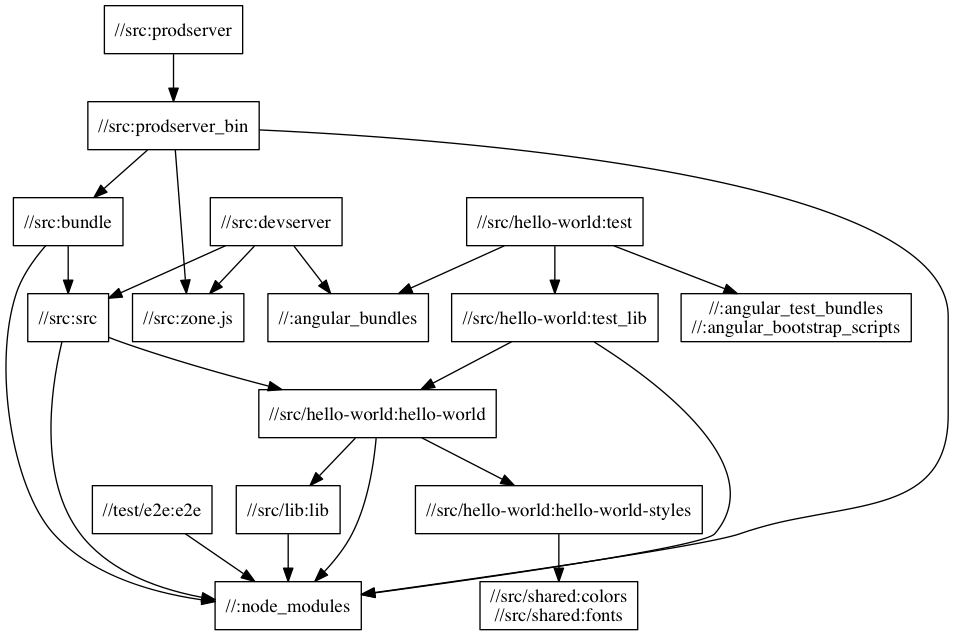 //src:prodserver
//src:prodserver_bin
//src:bundle
//src:devserver
//src/hello-world:test
//src:src
//src:zone.js
//:angular_bundles
//src/hello-world:test_lib
//:angular_test_bundles
//:angular_bootstrap_scripts
//src/hello-world:hello-world
//test/e2e:e2e
//src/lib:lib
//src/hello-world:hello-world-styles
//:node_modules
//src/shared:colors
//src/shared:fonts